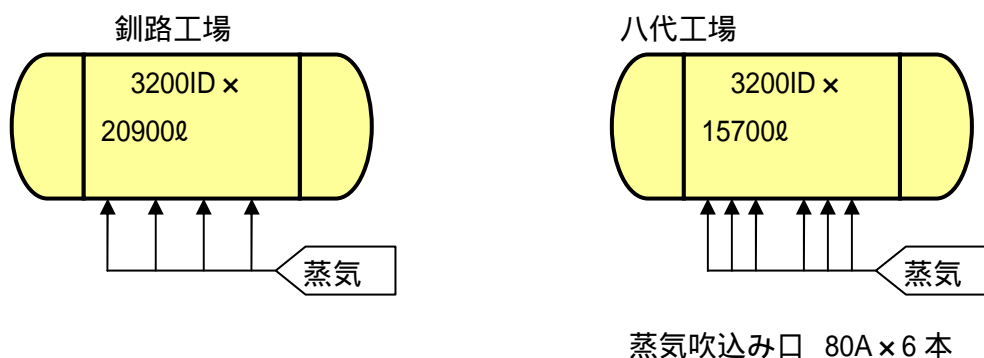 釧路工場
3200ID×
20900ℓ
蒸気
八代工場
3200ID×
15700ℓ
蒸気
蒸気吹込み口 80A×6本